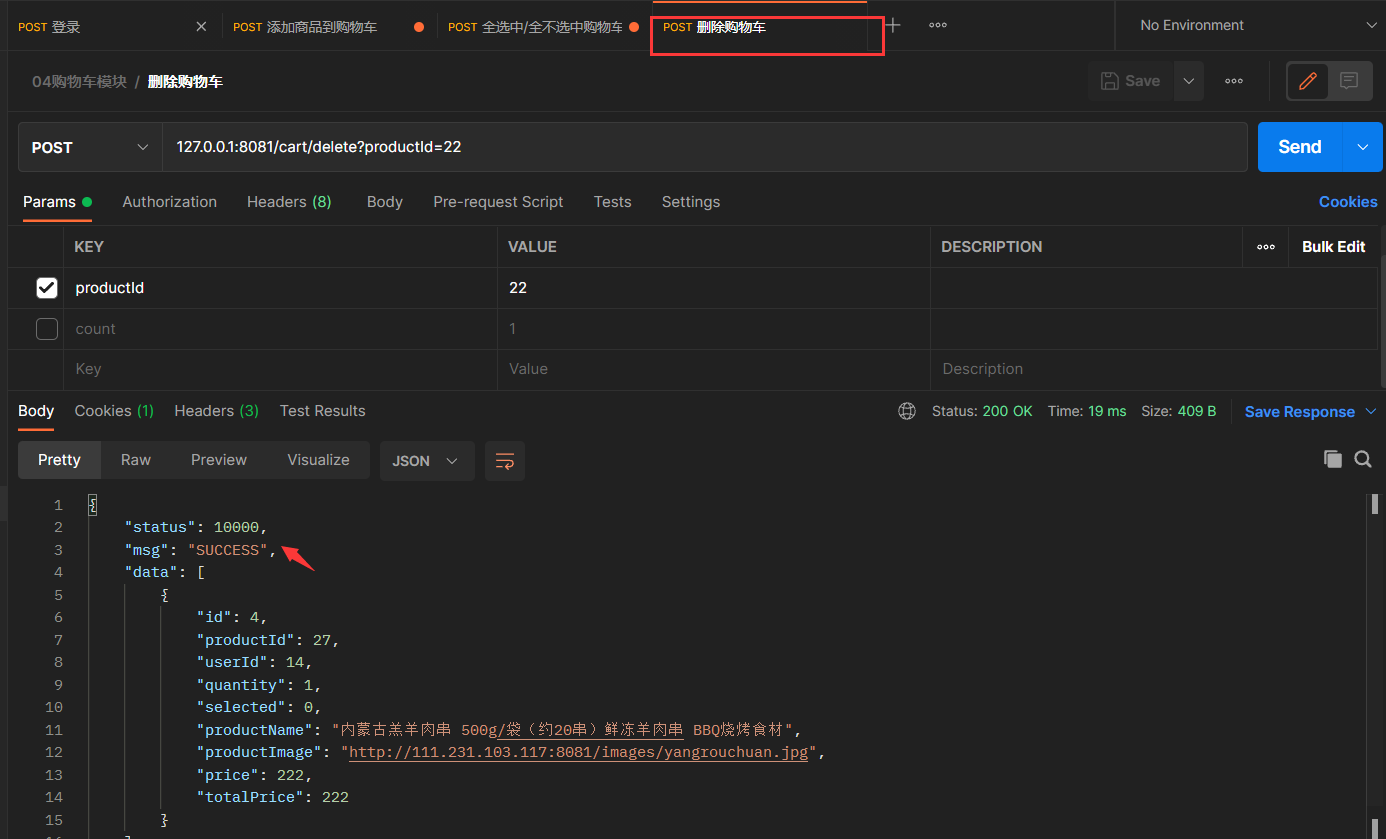 POST 登录
POST 添加商品到购物车
POST 全选中/全不选中购物车
POST 删除购物车
No Environment
04购物车模块 / 删除购物车
Save
POST
127.0.0.1:8081/cart/delete?productId=22
Send
Params
Authorization
Headers (8)
Body
Pre-request Script
Tests
Settings
Cookies
KEY
VALUE
DESCRIPTION
Bulk Edit
productId
22
count
1
Key
Value
Description
Body
Cookies (1)
Headers (3)
Test Results
Status: 200 OK
Time: 19 ms
Size: 409 B
Save Response
Pretty
Raw
Preview
Visualize
JSON
1 {
2 "status": 10000,
3 "msg": "SUCCESS",
4 "data": [
5 {
6 "id": 4,
7 "productId": 27,
8 "userId": 14,
9 "quantity": 1,
10 "selected": 0,
11 "productName": "内蒙古羔羊肉串 500g/袋（约20串）鲜冻羊肉串 BBQ烧烤食材",
12 "productImage": "http://111.231.103.117:8081/images/yangrouchuan.jpg",
13 "price": 222,
14 "totalPrice": 222
15 }